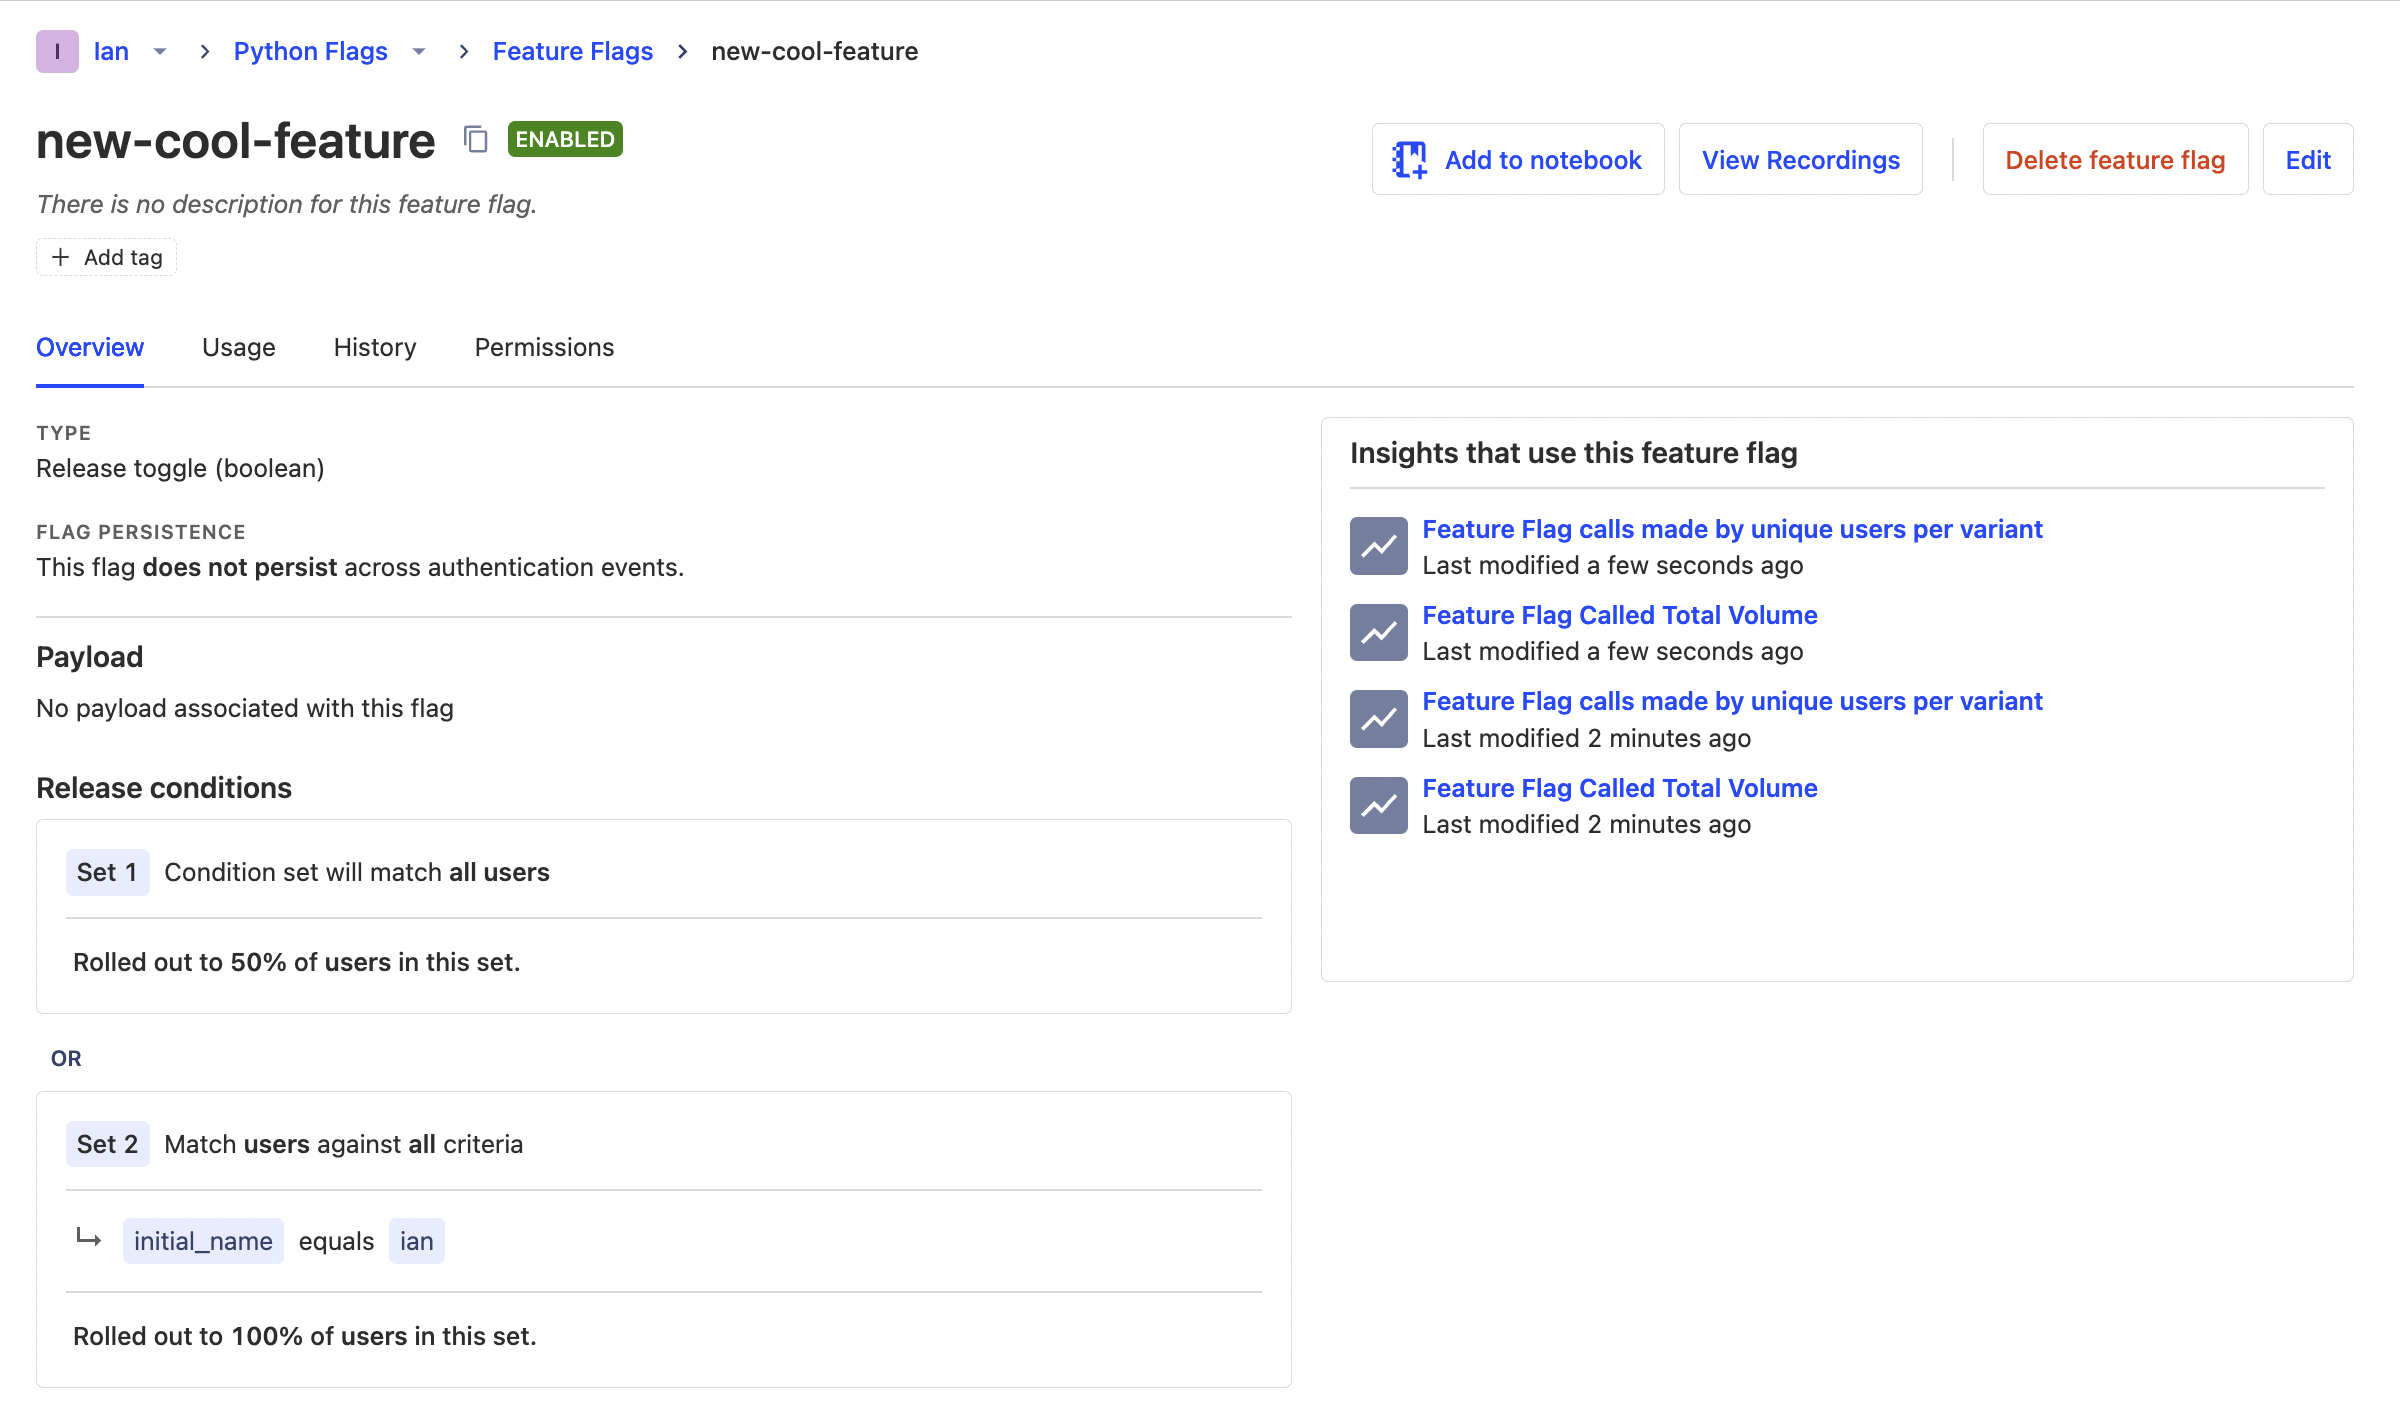 I Ian > Python Flags > Feature Flags > new-cool-feature
new-cool-feature ENABLED
There is no description for this feature flag.
+ Add tag
Add to notebook
View Recordings
Delete feature flag
Edit
Overview Usage History Permissions
TYPE
Release toggle (boolean)
FLAG PERSISTENCE
This flag does not persist across authentication events.
Payload
No payload associated with this flag
Release conditions
Set 1 Condition set will match all users
Rolled out to 50% of users in this set.
OR
Set 2 Match users against all criteria
initial_name equals ian
Rolled out to 100% of users in this set.
Insights that use this feature flag
Feature Flag calls made by unique users per variant
Last modified a few seconds ago
Feature Flag Called Total Volume
Last modified a few seconds ago
Feature Flag calls made by unique users per variant
Last modified 2 minutes ago
Feature Flag Called Total Volume
Last modified 2 minutes ago